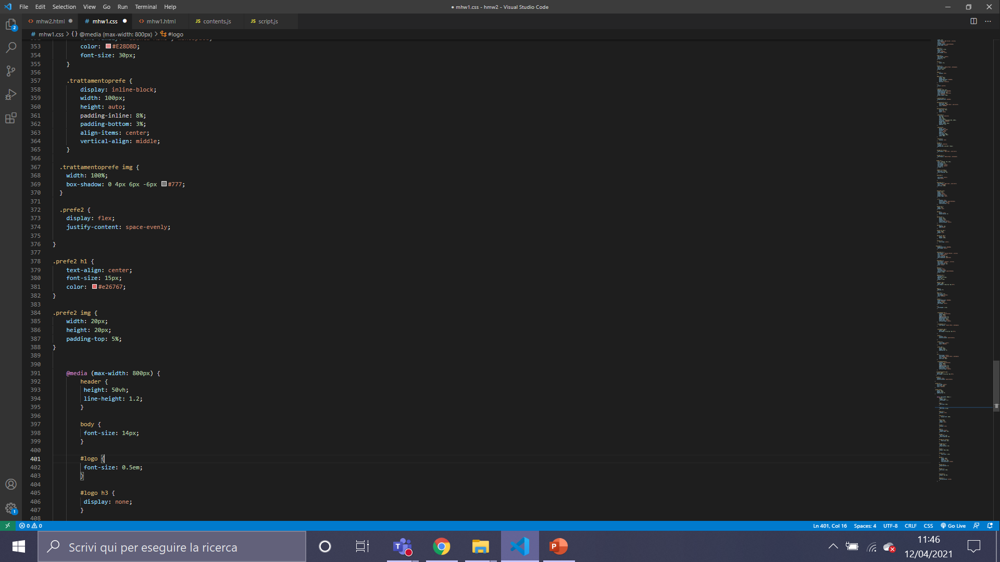 File Edit Selection View Go Run Terminal Help
● mhw1.css - hmw2 - Visual Studio Code
<> mhw2.html ● # mhw1.css ● <> mhw1.html JS contents.js JS script.js
# mhw1.css > {} @media (max-width: 800px) > #logo
353 color: #E28D8D;
354 font-size: 30px;
355 }
356
357 .trattamentoprefe {
358 display: inline-block;
359 width: 100px;
360 height: auto;
361 padding-inline: 8%;
362 padding-bottom: 3%;
363 align-items: center;
364 vertical-align: middle;
365 }
366
367 .trattamentoprefe img {
368 width: 100%;
369 box-shadow: 0 4px 6px -6px #777;
370 }
371
372 .prefe2 {
373 display: flex;
374 justify-content: space-evenly;
375
376 }
377
378 .prefe2 h1 {
379 text-align: center;
380 font-size: 15px;
381 color: #e26767;
382 }
383
384 .prefe2 img {
385 width: 20px;
386 height: 20px;
387 padding-top: 5%;
388 }
389
390
391 @media (max-width: 800px) {
392 header {
393 height: 50vh;
394 line-height: 1.2;
395 }
396
397 body {
398 font-size: 14px;
399 }
400
401 #logo {
402 font-size: 0.5em;
403 }
404
405 #logo h3 {
406 display: none;
407 }
408
2
1
0 0
Ln 401, Col 16 Spaces: 4 UTF-8 CRLF CSS Go Live
Scrivi qui per eseguire la ricerca
11:46
12/04/2021